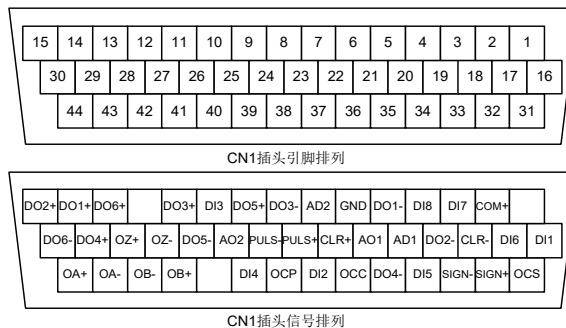 15 14 13 12 11 10 9 8 7 6 5 4 3 2 1
30 29 28 27 26 25 24 23 22 21 20 19 18 17 16
44 43 42 41 40 39 38 37 36 35 34 33 32 31
CN1插头引脚排列
DO2+ DO1+ DO6+ DO3+ DI3 DO5+ DO3- AD2 GND DO1- DI8 DI7 COM+
DO6- DO4+ OZ+ OZ- DO5- AO2 PULS- PULS+ CLR+ AO1 AD1 DO2- CLR- DI6 DI1
OA+ OA- OB- OB+ DI4 OCP DI2 OCC DO4- DI5 SIGN- SIGN+ OCS
CN1插头信号排列